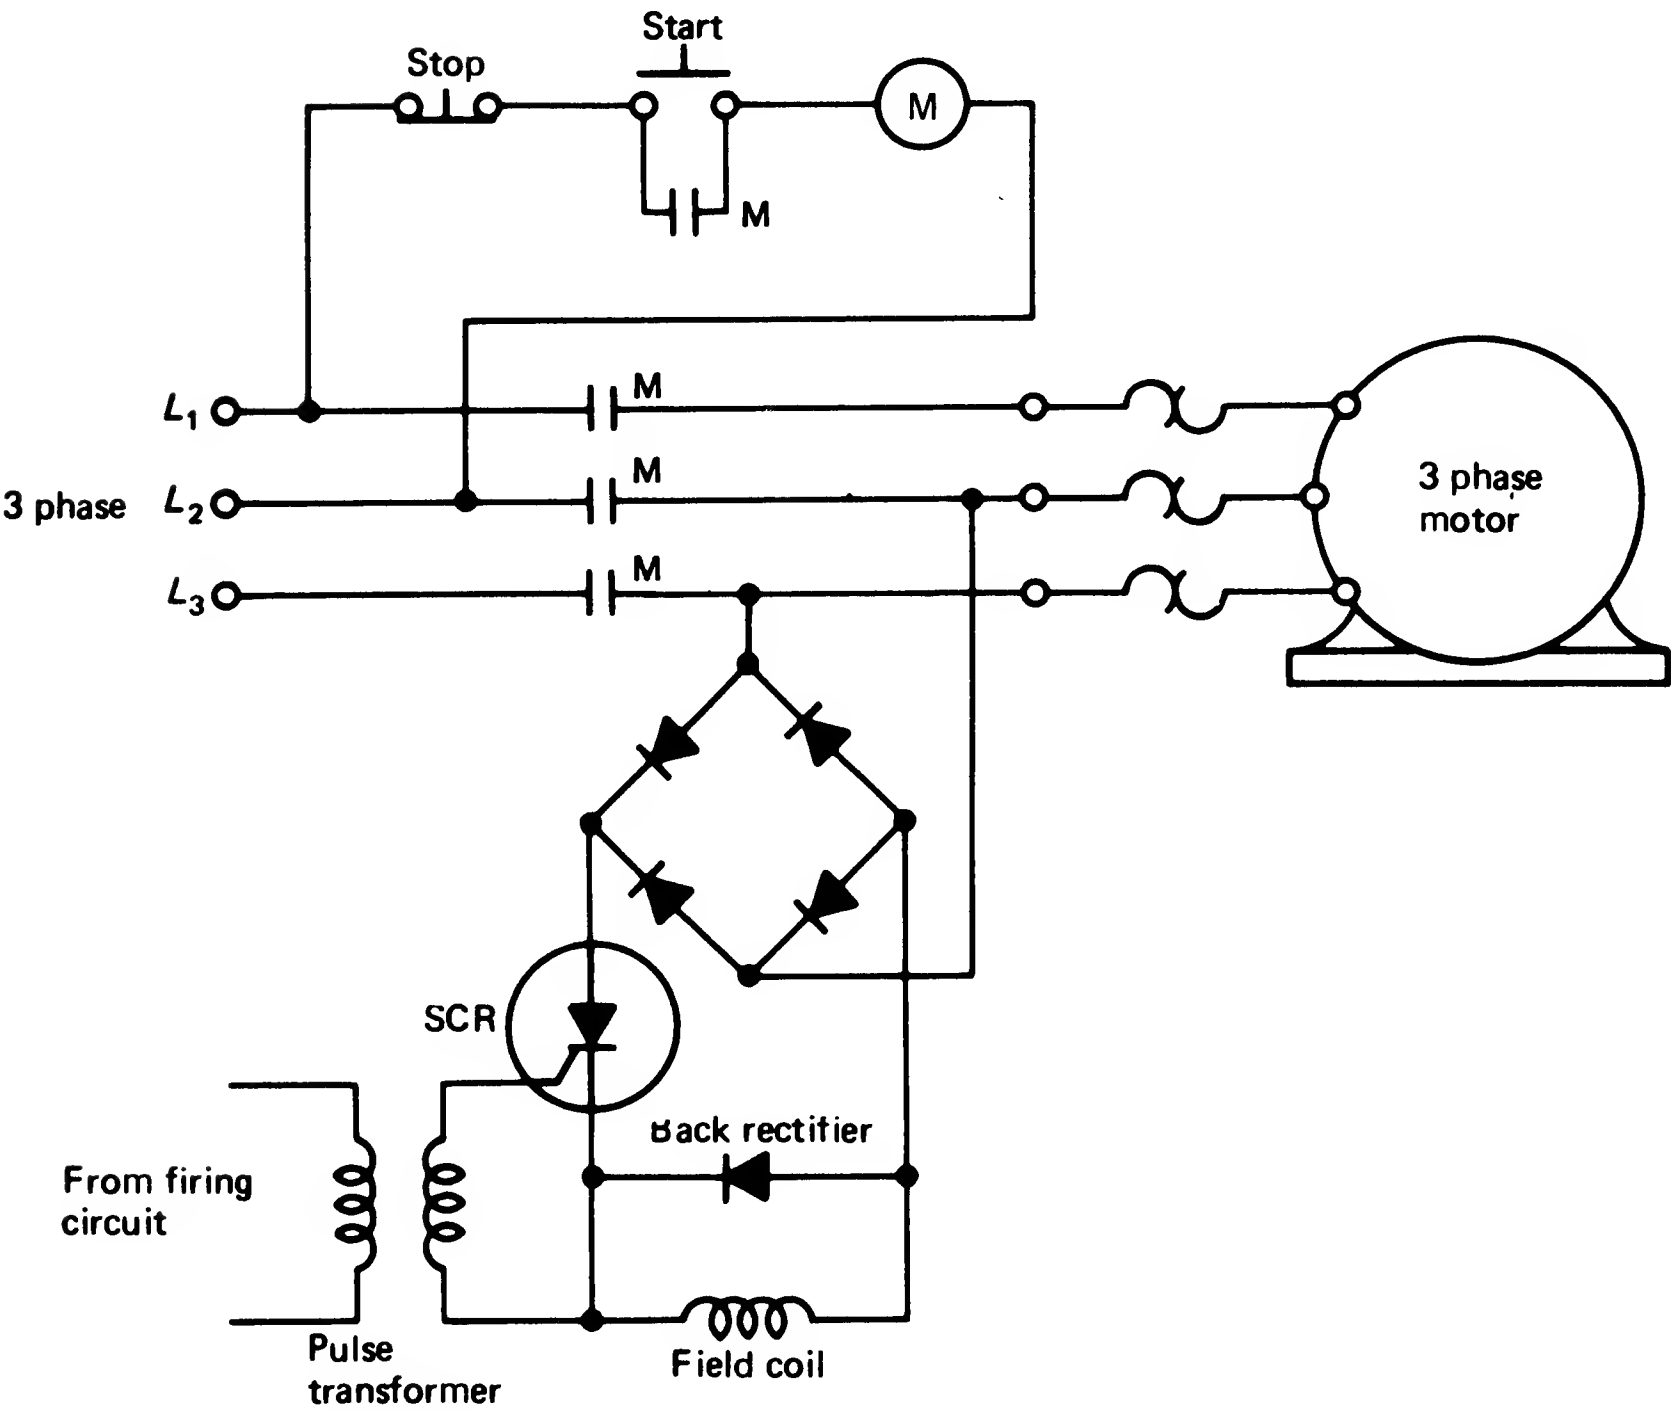 Start
Stop
M
M
L1
M
3 phase
L2
M
L3
M
3 phase
motor
SCR
Back rectifier
From firing
circuit
Pulse
transformer
Field coil